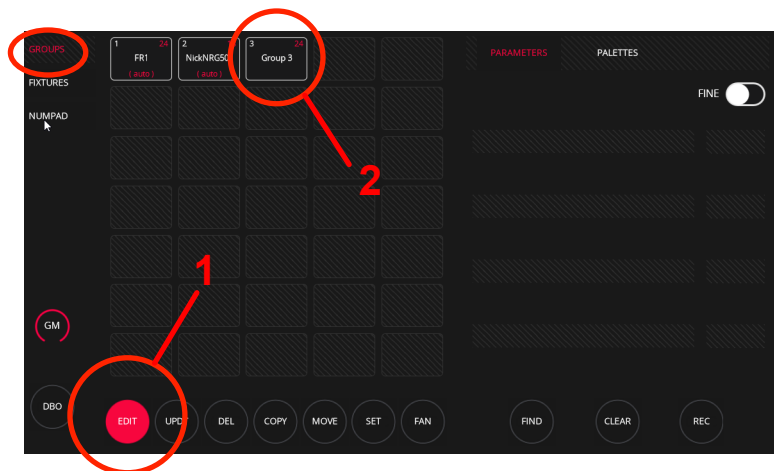 GROUPS
FIXTURES
NUMPAD
1 24
FR1
( auto )
2
NickNRG50
( auto )
3 24
Group 3
PARAMETERS
PALETTES
FINE
2
1
GM
DBO
EDIT
DEL
COPY
MOVE
SET
FAN
FIND
CLEAR
REC